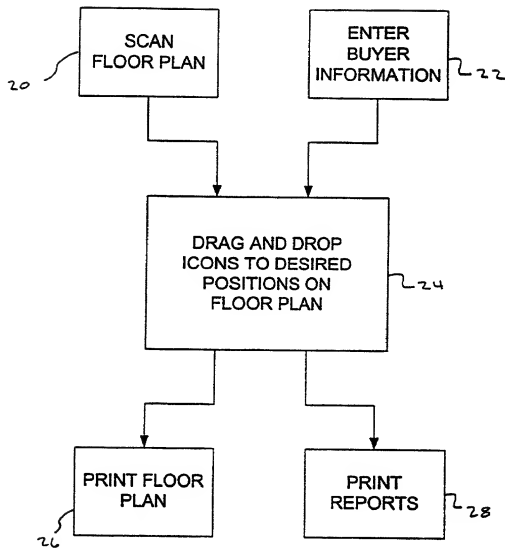 SCAN
FLOOR PLAN
20
ENTER
BUYER
INFORMATION
22
DRAG AND DROP
ICONS TO DESIRED
POSITIONS ON
FLOOR PLAN
24
PRINT FLOOR
PLAN
26
PRINT
REPORTS
28